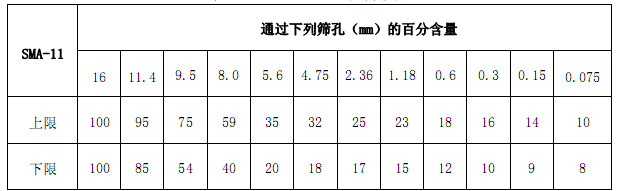 SMA-11 通过下列筛孔（mm）的百分含量
16 11.4 9.5 8.0 5.6 4.75 2.36 1.18 0.6 0.3 0.15 0.075
上限 100 95 75 59 35 32 25 23 18 16 14 10
下限 100 85 54 40 20 18 17 15 12 10 9 8